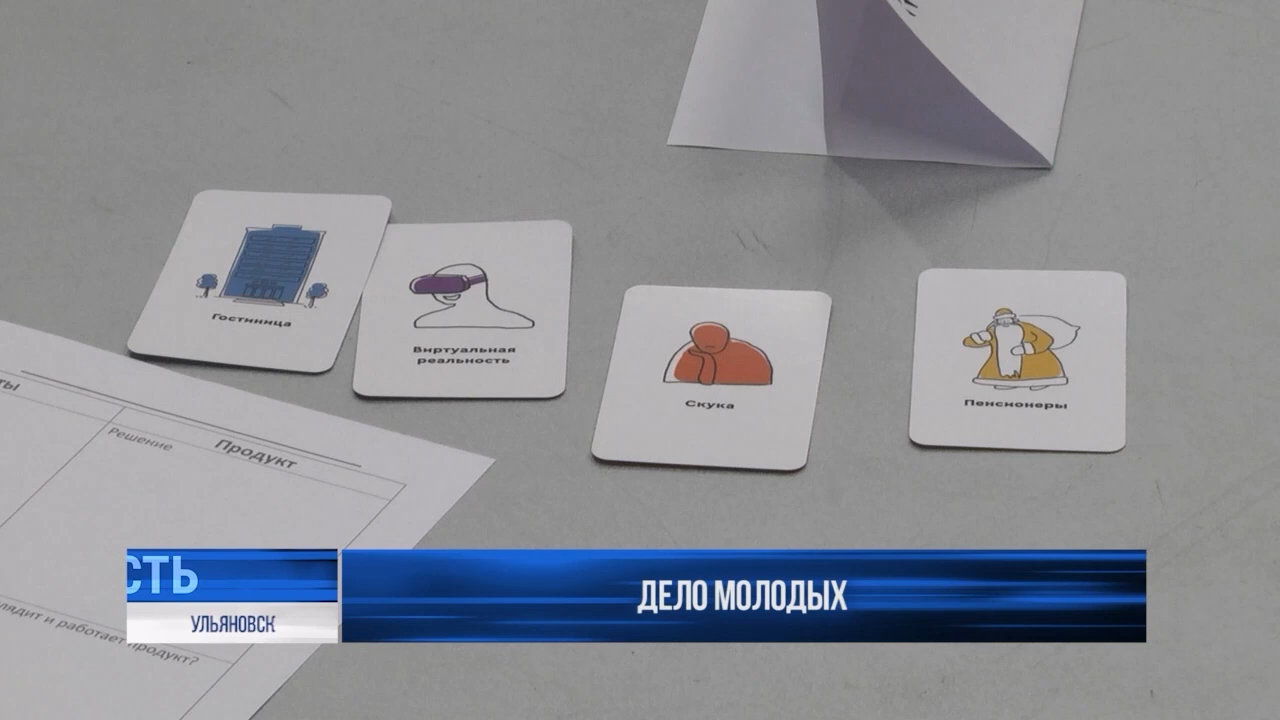 Гостиница
Виртуальная
реальность
Скука
Пенсионеры
Решение
Продукт
работает продукт?
СТЬ
УЛЬЯНОВСК
ДЕЛО МОЛОДЫХ